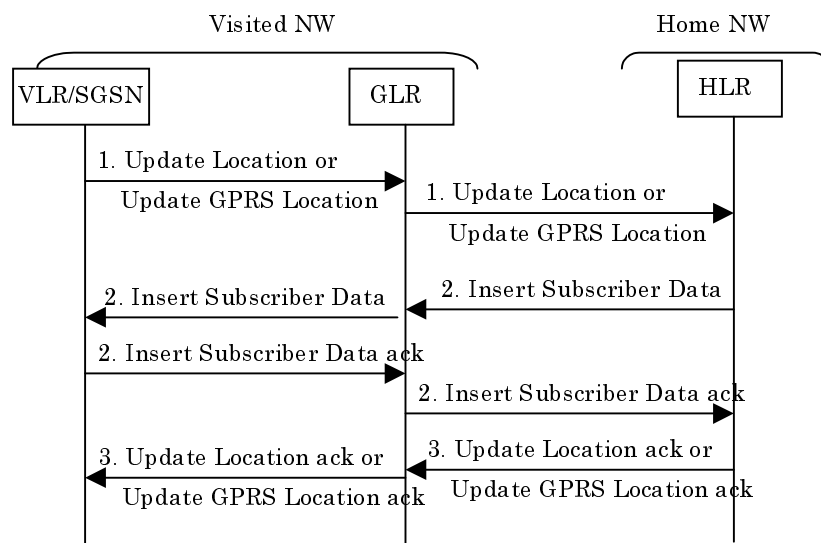 Visited NW
Home NW
VLR/SGSN
GLR
HLR
1. Update Location or
Update GPRS Location
1. Update Location or
Update GPRS Location
2. Insert Subscriber Data
2. Insert Subscriber Data
2. Insert Subscriber Data ack
2. Insert Subscriber Data ack
3. Update Location ack or
Update GPRS Location ack
3. Update Location ack or
Update GPRS Location ack